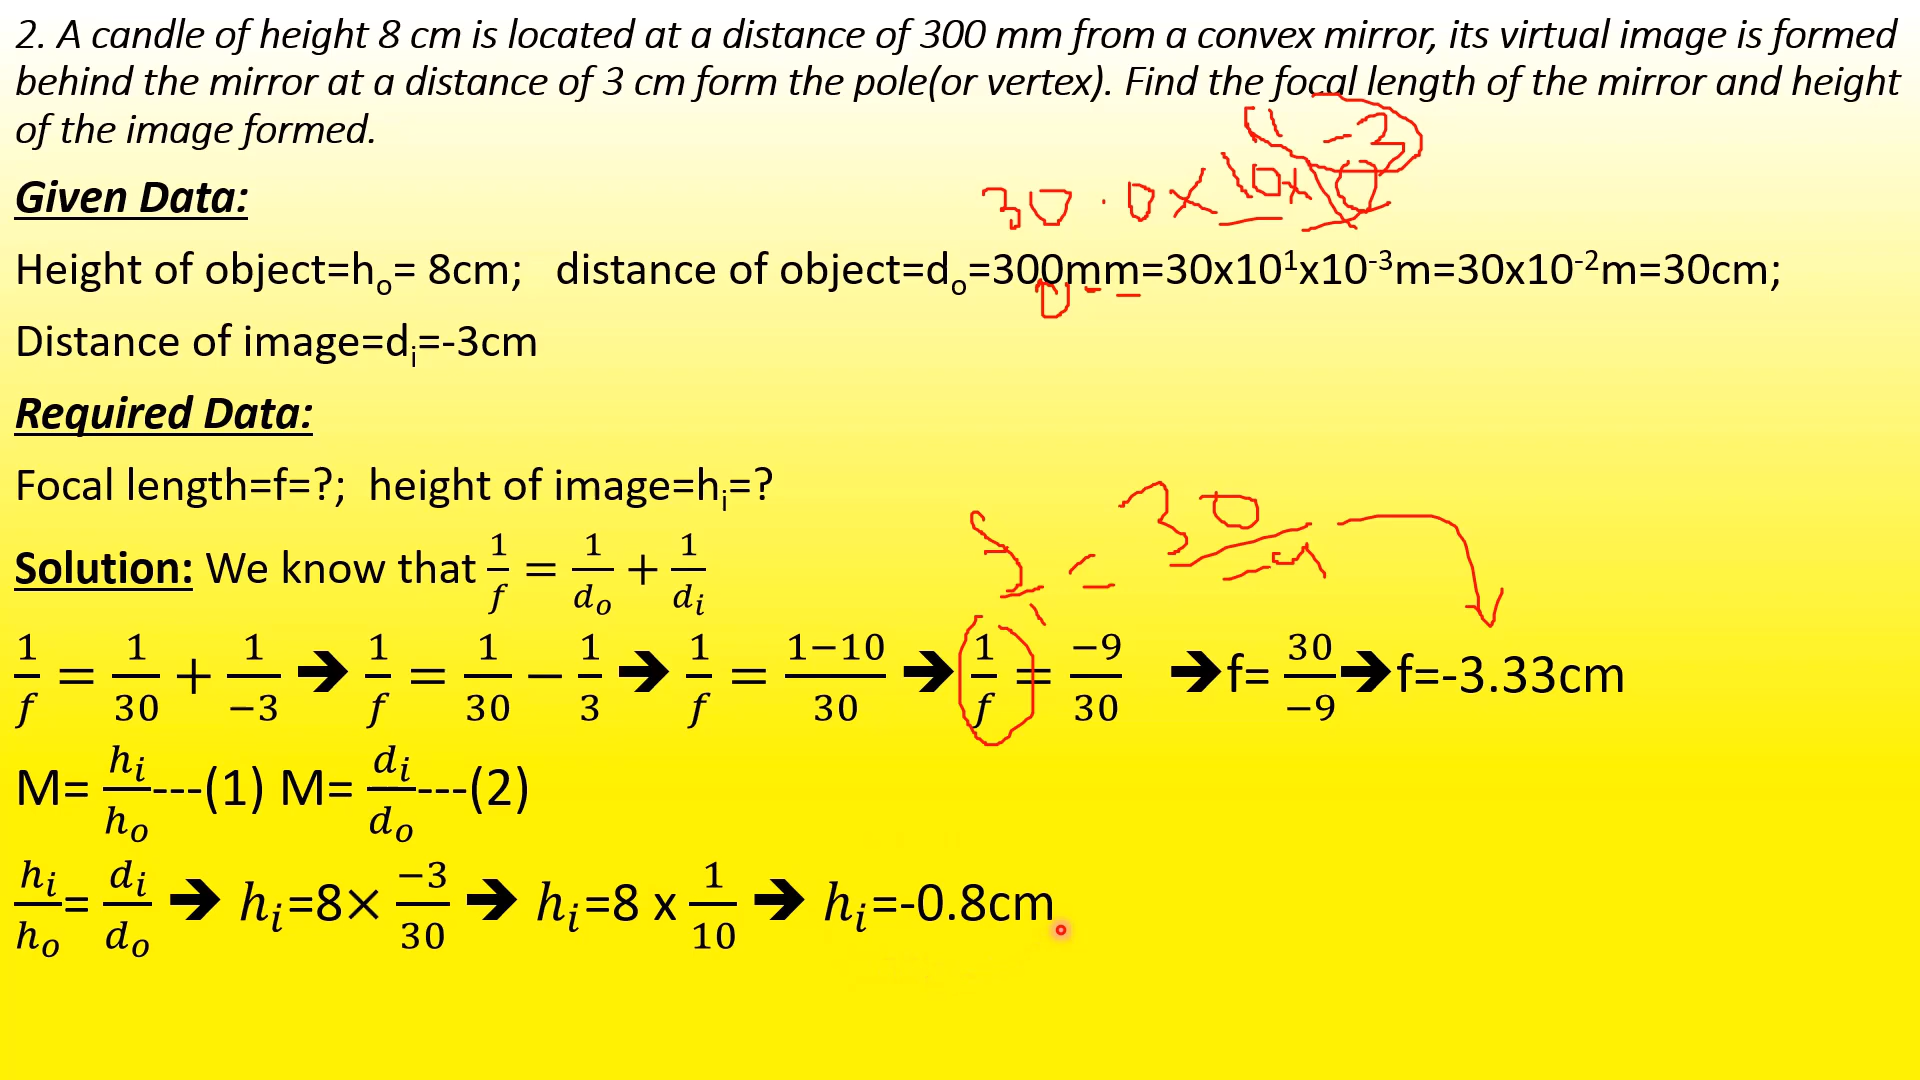 2. A candle of height 8 cm is located at a distance of 300 mm from a convex mirror, its virtual image is formed
behind the mirror at a distance of 3 cm form the pole(or vertex). Find the focal length of the mirror and height
of the image formed.
Given Data:
30.0x10x
-3
Height of object=hₒ= 8cm; distance of object=dₒ=300mm=30x10¹x10⁻³m=30x10⁻²m=30cm;
Distance of image=dᵢ=-3cm
Required Data:
Focal length=f=?; height of image=hᵢ=?
Solution: We know that 1/f = 1/dₒ + 1/dᵢ
1/f = 1/30 + 1/−3 ➔ 1/f = 1/30 − 1/3 ➔ 1/f = 1−10/30 ➔ 1/f = −9/30 ➔f= 30/−9 ➔f=-3.33cm
M= hᵢ/hₒ---(1) M= dᵢ/dₒ---(2)
hᵢ/hₒ= dᵢ/dₒ ➔ hᵢ=8× −3/30 ➔ hᵢ=8 x 1/10 ➔ hᵢ=-0.8cm